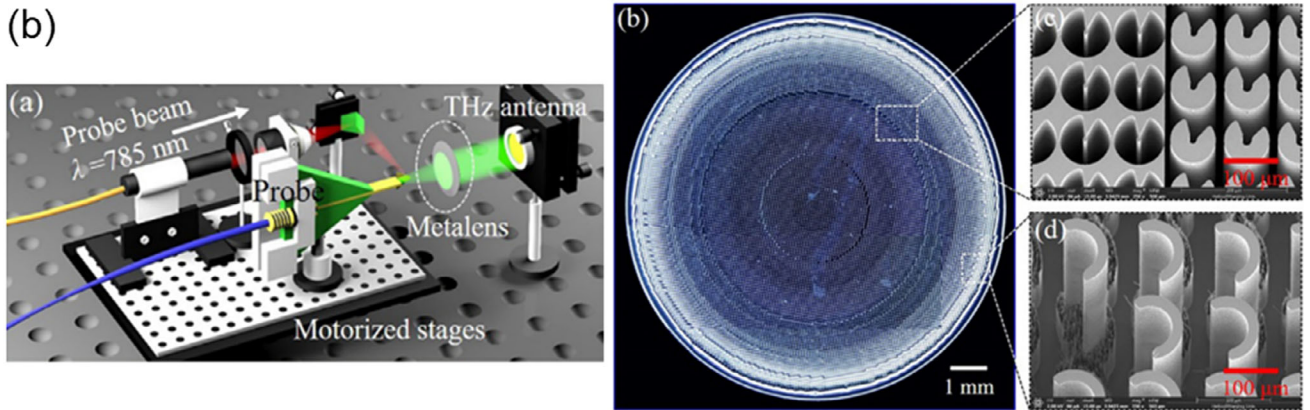 (b)
(a)
Probe beam
λ=785 nm
THz antenna
Probe
Metalens
Motorized stages
(b)
1 mm
(c)
100 μm
(d)
100 μm